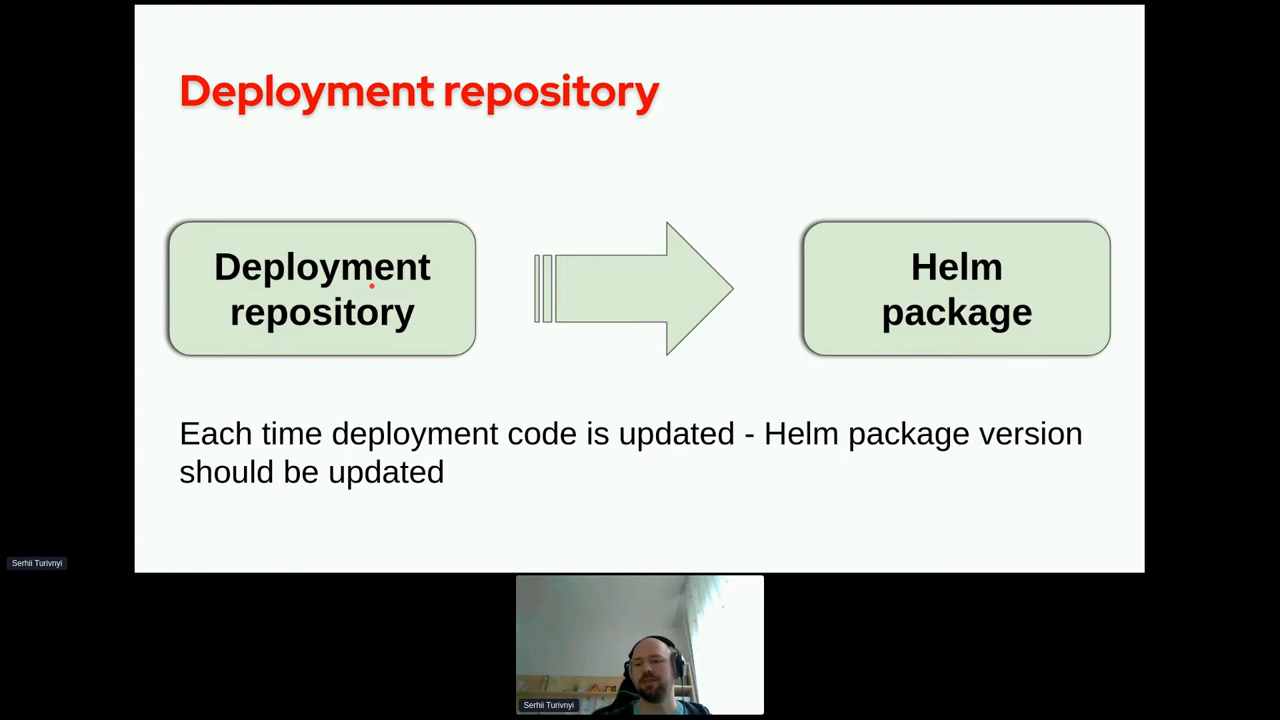 Deployment repository
Deployment
repository
Helm
package
Each time deployment code is updated - Helm package version
should be updated
Serhii Turivnyi
Serhii Turivnyi